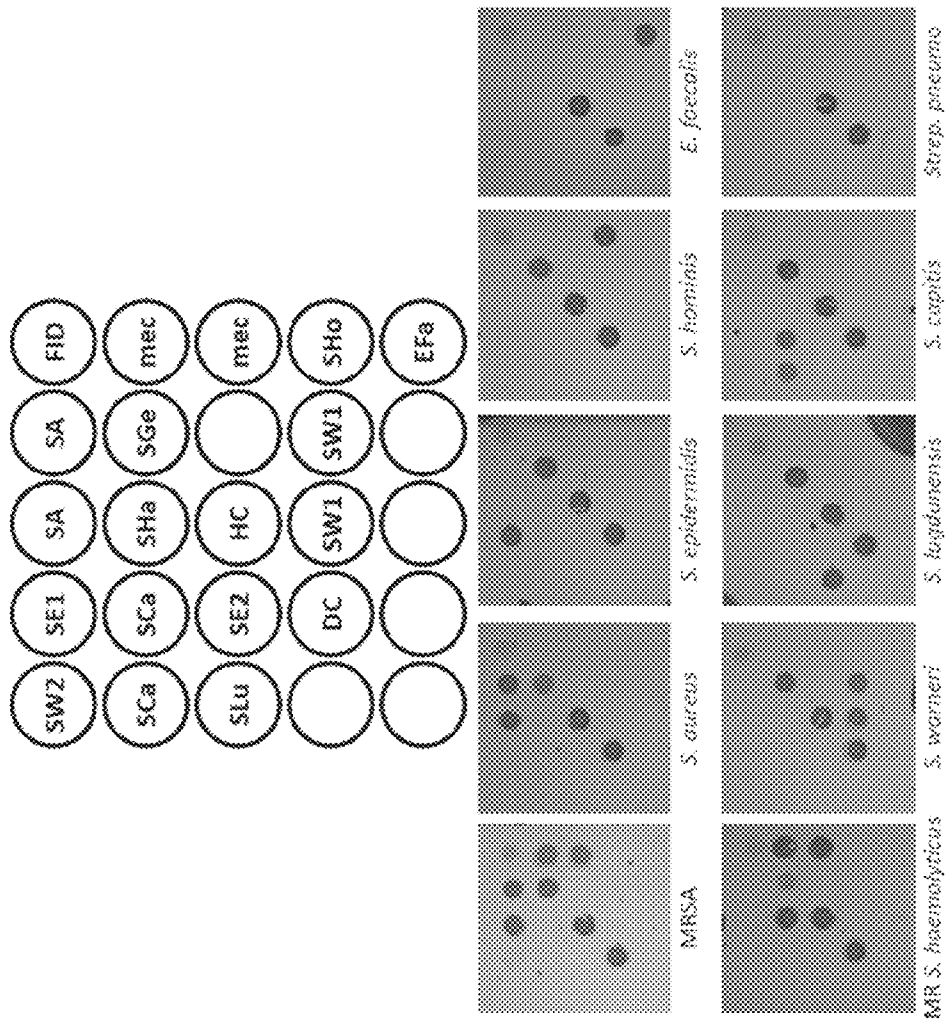 SW2 SE1 SA SA FID
SCa SCa SHa SGe mec
SLu SE2 HC mec
DC SW1 SW1 SHo
EFa
MRSA S. aureus S. epidermidis S. hominis E. faecalis
MR S. haemolyticus S. warneri S. lugdunensis S. capitis Strep. pneumo